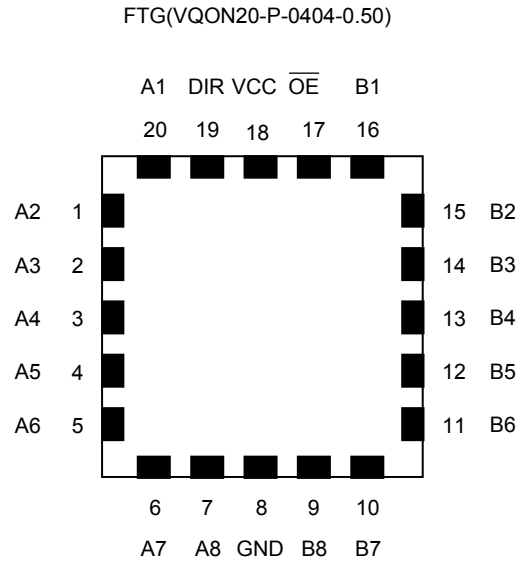 FTG(VQON20-P-0404-0.50)
A1 DIR VCC O̅E̅ B1
20 19 18 17 16
A2 1 15 B2
A3 2 14 B3
A4 3 13 B4
A5 4 12 B5
A6 5 11 B6
6 7 8 9 10
A7 A8 GND B8 B7